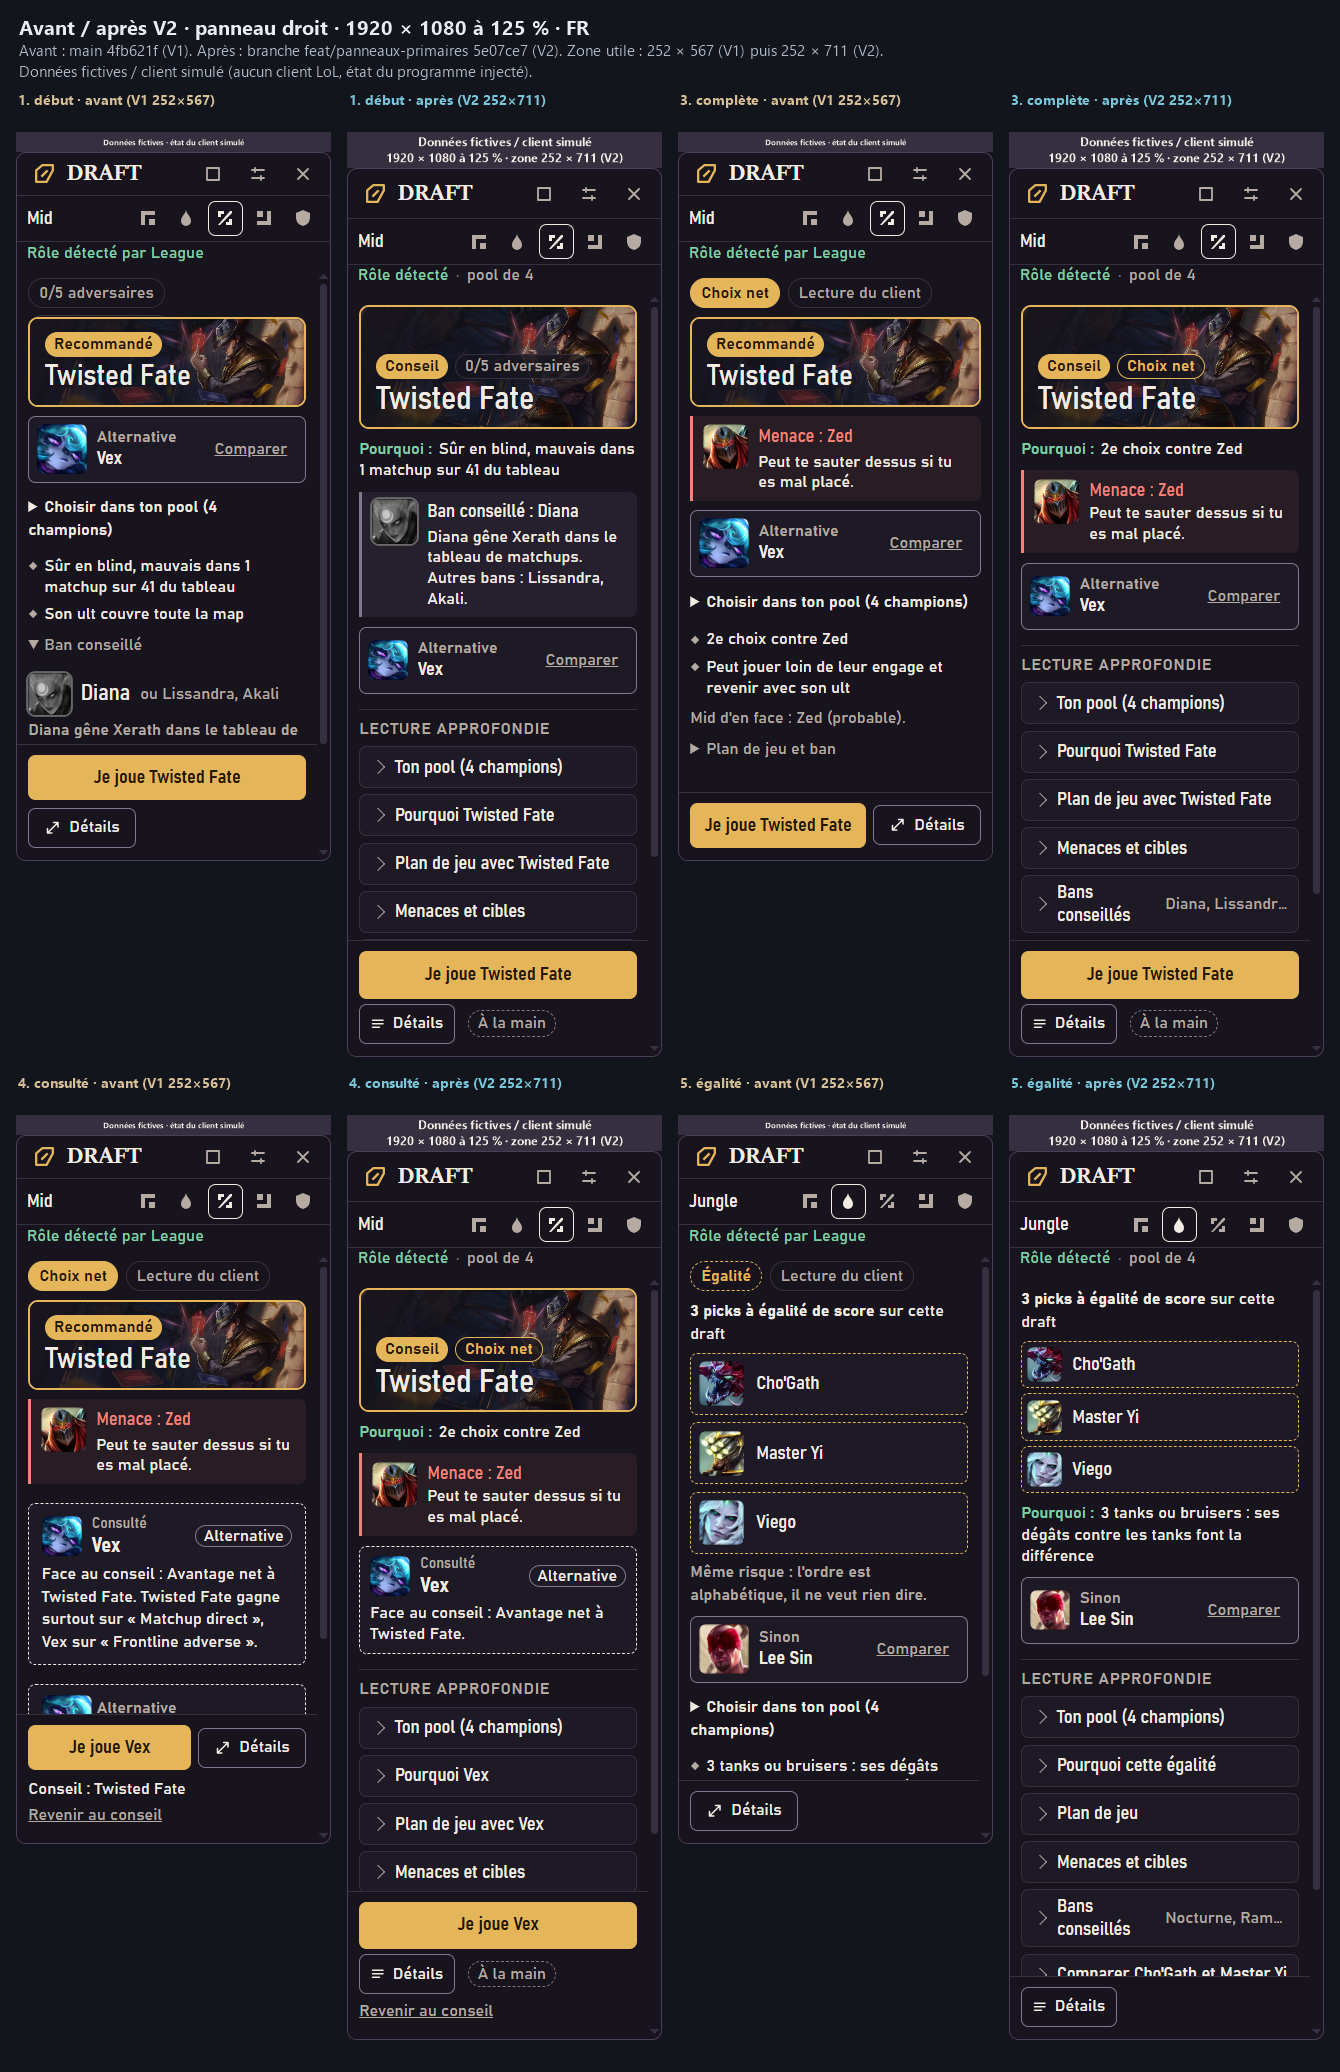 Avant / après V2 · panneau droit · 1920 × 1080 à 125 % · FR
Avant : main 4fb621f (V1). Après : branche feat/panneaux-primaires 5e07ce7 (V2). Zone utile : 252 × 567 (V1) puis 252 × 711 (V2).
Données fictives / client simulé (aucun client LoL, état du programme injecté).
1. début · avant (V1 252×567)
Données fictives · état du client simulé
DRAFT
Mid
Rôle détecté par League
0/5 adversaires
Recommandé
Twisted Fate
Alternative
Vex
Comparer
▶ Choisir dans ton pool (4
champions)
◆ Sûr en blind, mauvais dans 1
matchup sur 41 du tableau
◆ Son ult couvre toute la map
▼ Ban conseillé
Diana ou Lissandra, Akali
Diana gêne Xerath dans le tableau de
Je joue Twisted Fate
Détails
1. début · après (V2 252×711)
Données fictives / client simulé
1920 × 1080 à 125 % · zone 252 × 711 (V2)
DRAFT
Mid
Rôle détecté · pool de 4
Conseil
0/5 adversaires
Twisted Fate
Pourquoi : Sûr en blind, mauvais dans
1 matchup sur 41 du tableau
Ban conseillé : Diana
Diana gêne Xerath dans le
tableau de matchups.
Autres bans : Lissandra,
Akali.
Alternative
Vex
Comparer
LECTURE APPROFONDIE
Ton pool (4 champions)
Pourquoi Twisted Fate
Plan de jeu avec Twisted Fate
Menaces et cibles
Je joue Twisted Fate
Détails
À la main
3. complète · avant (V1 252×567)
Données fictives · état du client simulé
DRAFT
Mid
Rôle détecté par League
Choix net
Lecture du client
Recommandé
Twisted Fate
Menace : Zed
Peut te sauter dessus si tu
es mal placé.
Alternative
Vex
Comparer
▶ Choisir dans ton pool (4 champions)
◆ 2e choix contre Zed
◆ Peut jouer loin de leur engage et
revenir avec son ult
Mid d'en face : Zed (probable).
▶ Plan de jeu et ban
Je joue Twisted Fate
Détails
3. complète · après (V2 252×711)
Données fictives / client simulé
1920 × 1080 à 125 % · zone 252 × 711 (V2)
DRAFT
Mid
Rôle détecté · pool de 4
Conseil
Choix net
Twisted Fate
Pourquoi : 2e choix contre Zed
Menace : Zed
Peut te sauter dessus si tu
es mal placé.
Alternative
Vex
Comparer
LECTURE APPROFONDIE
Ton pool (4 champions)
Pourquoi Twisted Fate
Plan de jeu avec Twisted Fate
Menaces et cibles
Bans
conseillés
Diana, Lissandr...
Je joue Twisted Fate
Détails
À la main
4. consulté · avant (V1 252×567)
Données fictives · état du client simulé
DRAFT
Mid
Rôle détecté par League
Choix net
Lecture du client
Recommandé
Twisted Fate
Menace : Zed
Peut te sauter dessus si tu
es mal placé.
Consulté
Vex
Alternative
Face au conseil : Avantage net à
Twisted Fate. Twisted Fate gagne
surtout sur « Matchup direct »,
Vex sur « Frontline adverse ».
Alternative
Je joue Vex
Détails
Conseil : Twisted Fate
Revenir au conseil
4. consulté · après (V2 252×711)
Données fictives / client simulé
1920 × 1080 à 125 % · zone 252 × 711 (V2)
DRAFT
Mid
Rôle détecté · pool de 4
Conseil
Choix net
Twisted Fate
Pourquoi : 2e choix contre Zed
Menace : Zed
Peut te sauter dessus si tu
es mal placé.
Consulté
Vex
Alternative
Face au conseil : Avantage net à
Twisted Fate.
LECTURE APPROFONDIE
Ton pool (4 champions)
Pourquoi Vex
Plan de jeu avec Vex
Menaces et cibles
Je joue Vex
Détails
À la main
Revenir au conseil
5. égalité · avant (V1 252×567)
Données fictives · état du client simulé
DRAFT
Jungle
Rôle détecté par League
Égalité
Lecture du client
3 picks à égalité de score sur cette
draft
Cho'Gath
Master Yi
Viego
Même risque : l'ordre est
alphabétique, il ne veut rien dire.
Sinon
Lee Sin
Comparer
▶ Choisir dans ton pool (4
champions)
◆ 3 tanks ou bruisers : ses dégâts
Détails
5. égalité · après (V2 252×711)
Données fictives / client simulé
1920 × 1080 à 125 % · zone 252 × 711 (V2)
DRAFT
Jungle
Rôle détecté · pool de 4
3 picks à égalité de score sur cette
draft
Cho'Gath
Master Yi
Viego
Pourquoi : 3 tanks ou bruisers : ses
dégâts contre les tanks font la
différence
Sinon
Lee Sin
Comparer
LECTURE APPROFONDIE
Ton pool (4 champions)
Pourquoi cette égalité
Plan de jeu
Menaces et cibles
Bans
conseillés
Nocturne, Ram...
Comparer Cho'Gath et Master Yi
Détails